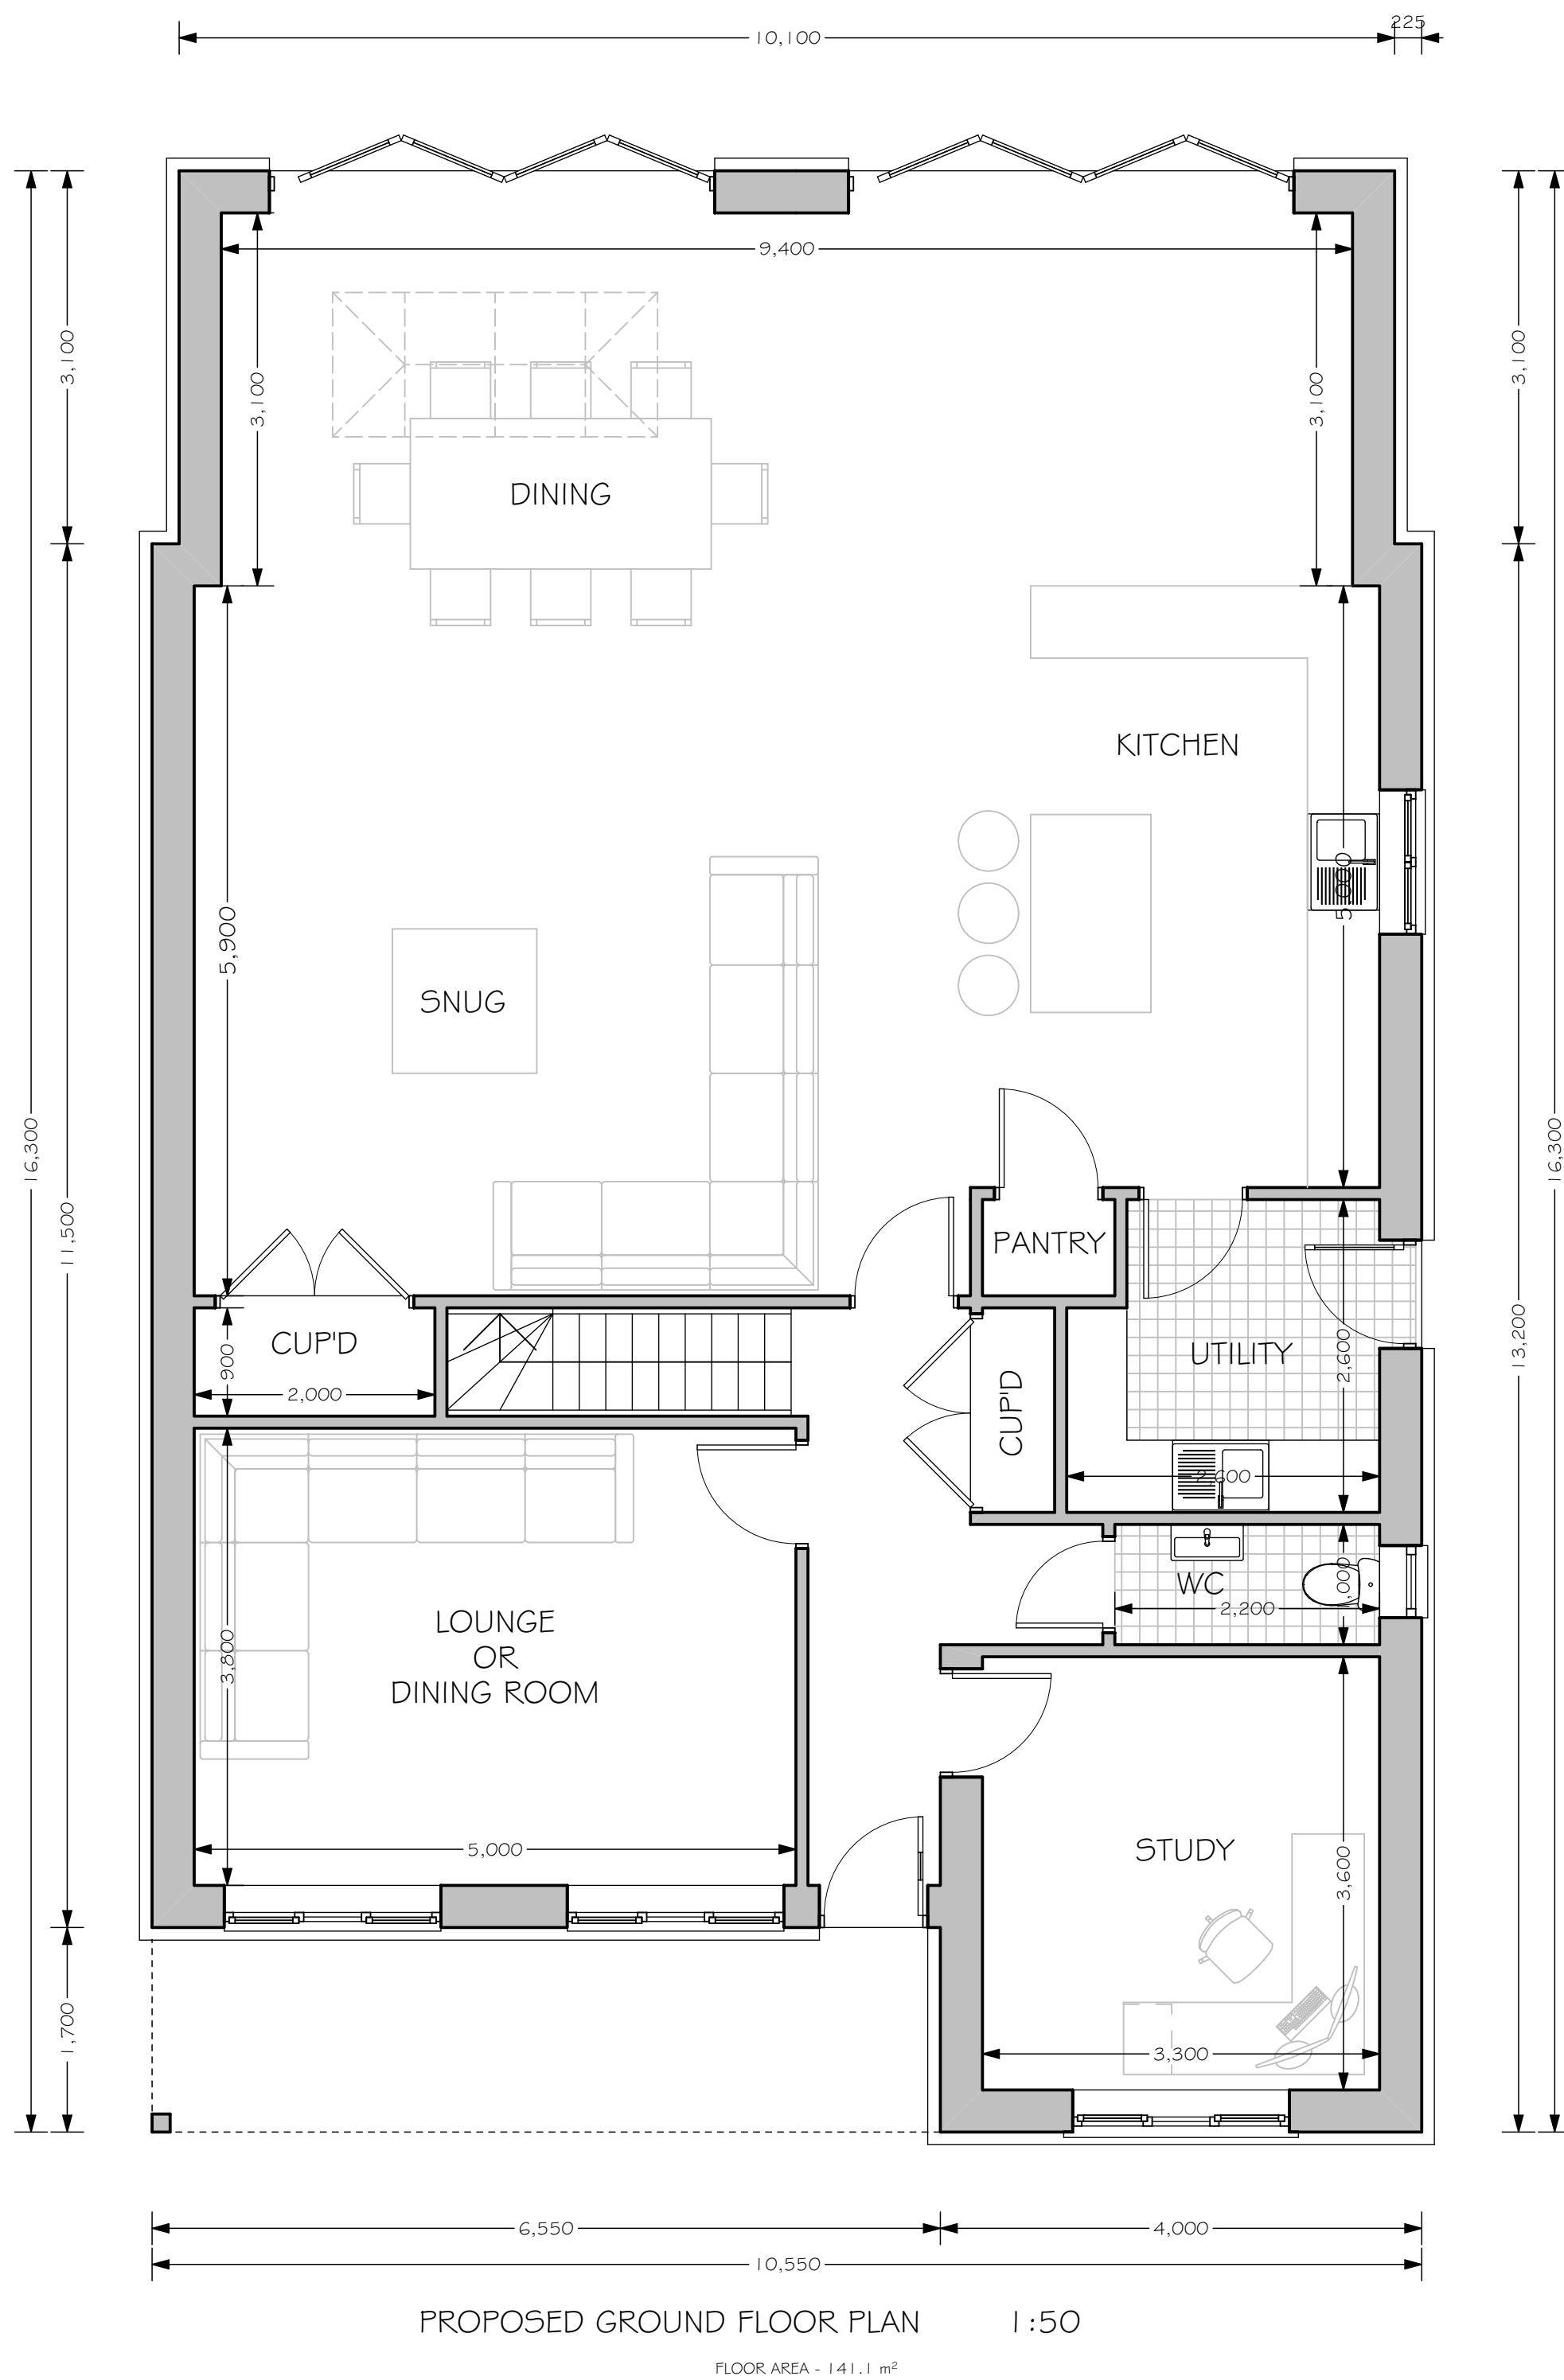 10,100
225
9,400
3,100
3,100
3,100
3,100
DINING
KITCHEN
5,900
SNUG
16,300
11,500
16,300
13,200
PANTRY
CUP'D
900
2,000
CUP'D
UTILITY
2,600
2,600
WC
2,200
LOUNGE
OR
DINING ROOM
3,800
5,000
STUDY
3,600
3,300
1,700
6,550
4,000
10,550
PROPOSED GROUND FLOOR PLAN 1:50
FLOOR AREA - 141.1 m²